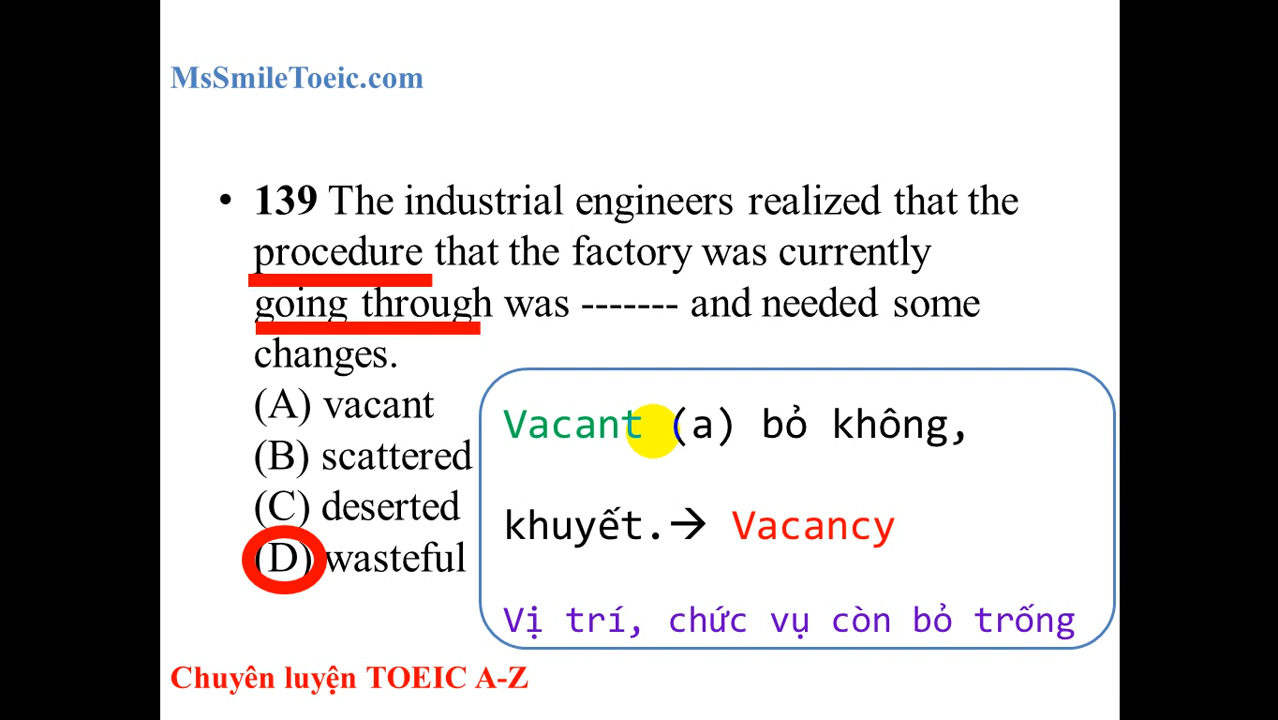 MsSmileToeic.com
• 139 The industrial engineers realized that the
procedure that the factory was currently
going through was ------- and needed some
changes.
(A) vacant
(B) scattered
(C) deserted
(D) wasteful
Vacant (a) bỏ không,
khuyết.→ Vacancy
Vị trí, chức vụ còn bỏ trống
Chuyên luyện TOEIC A-Z